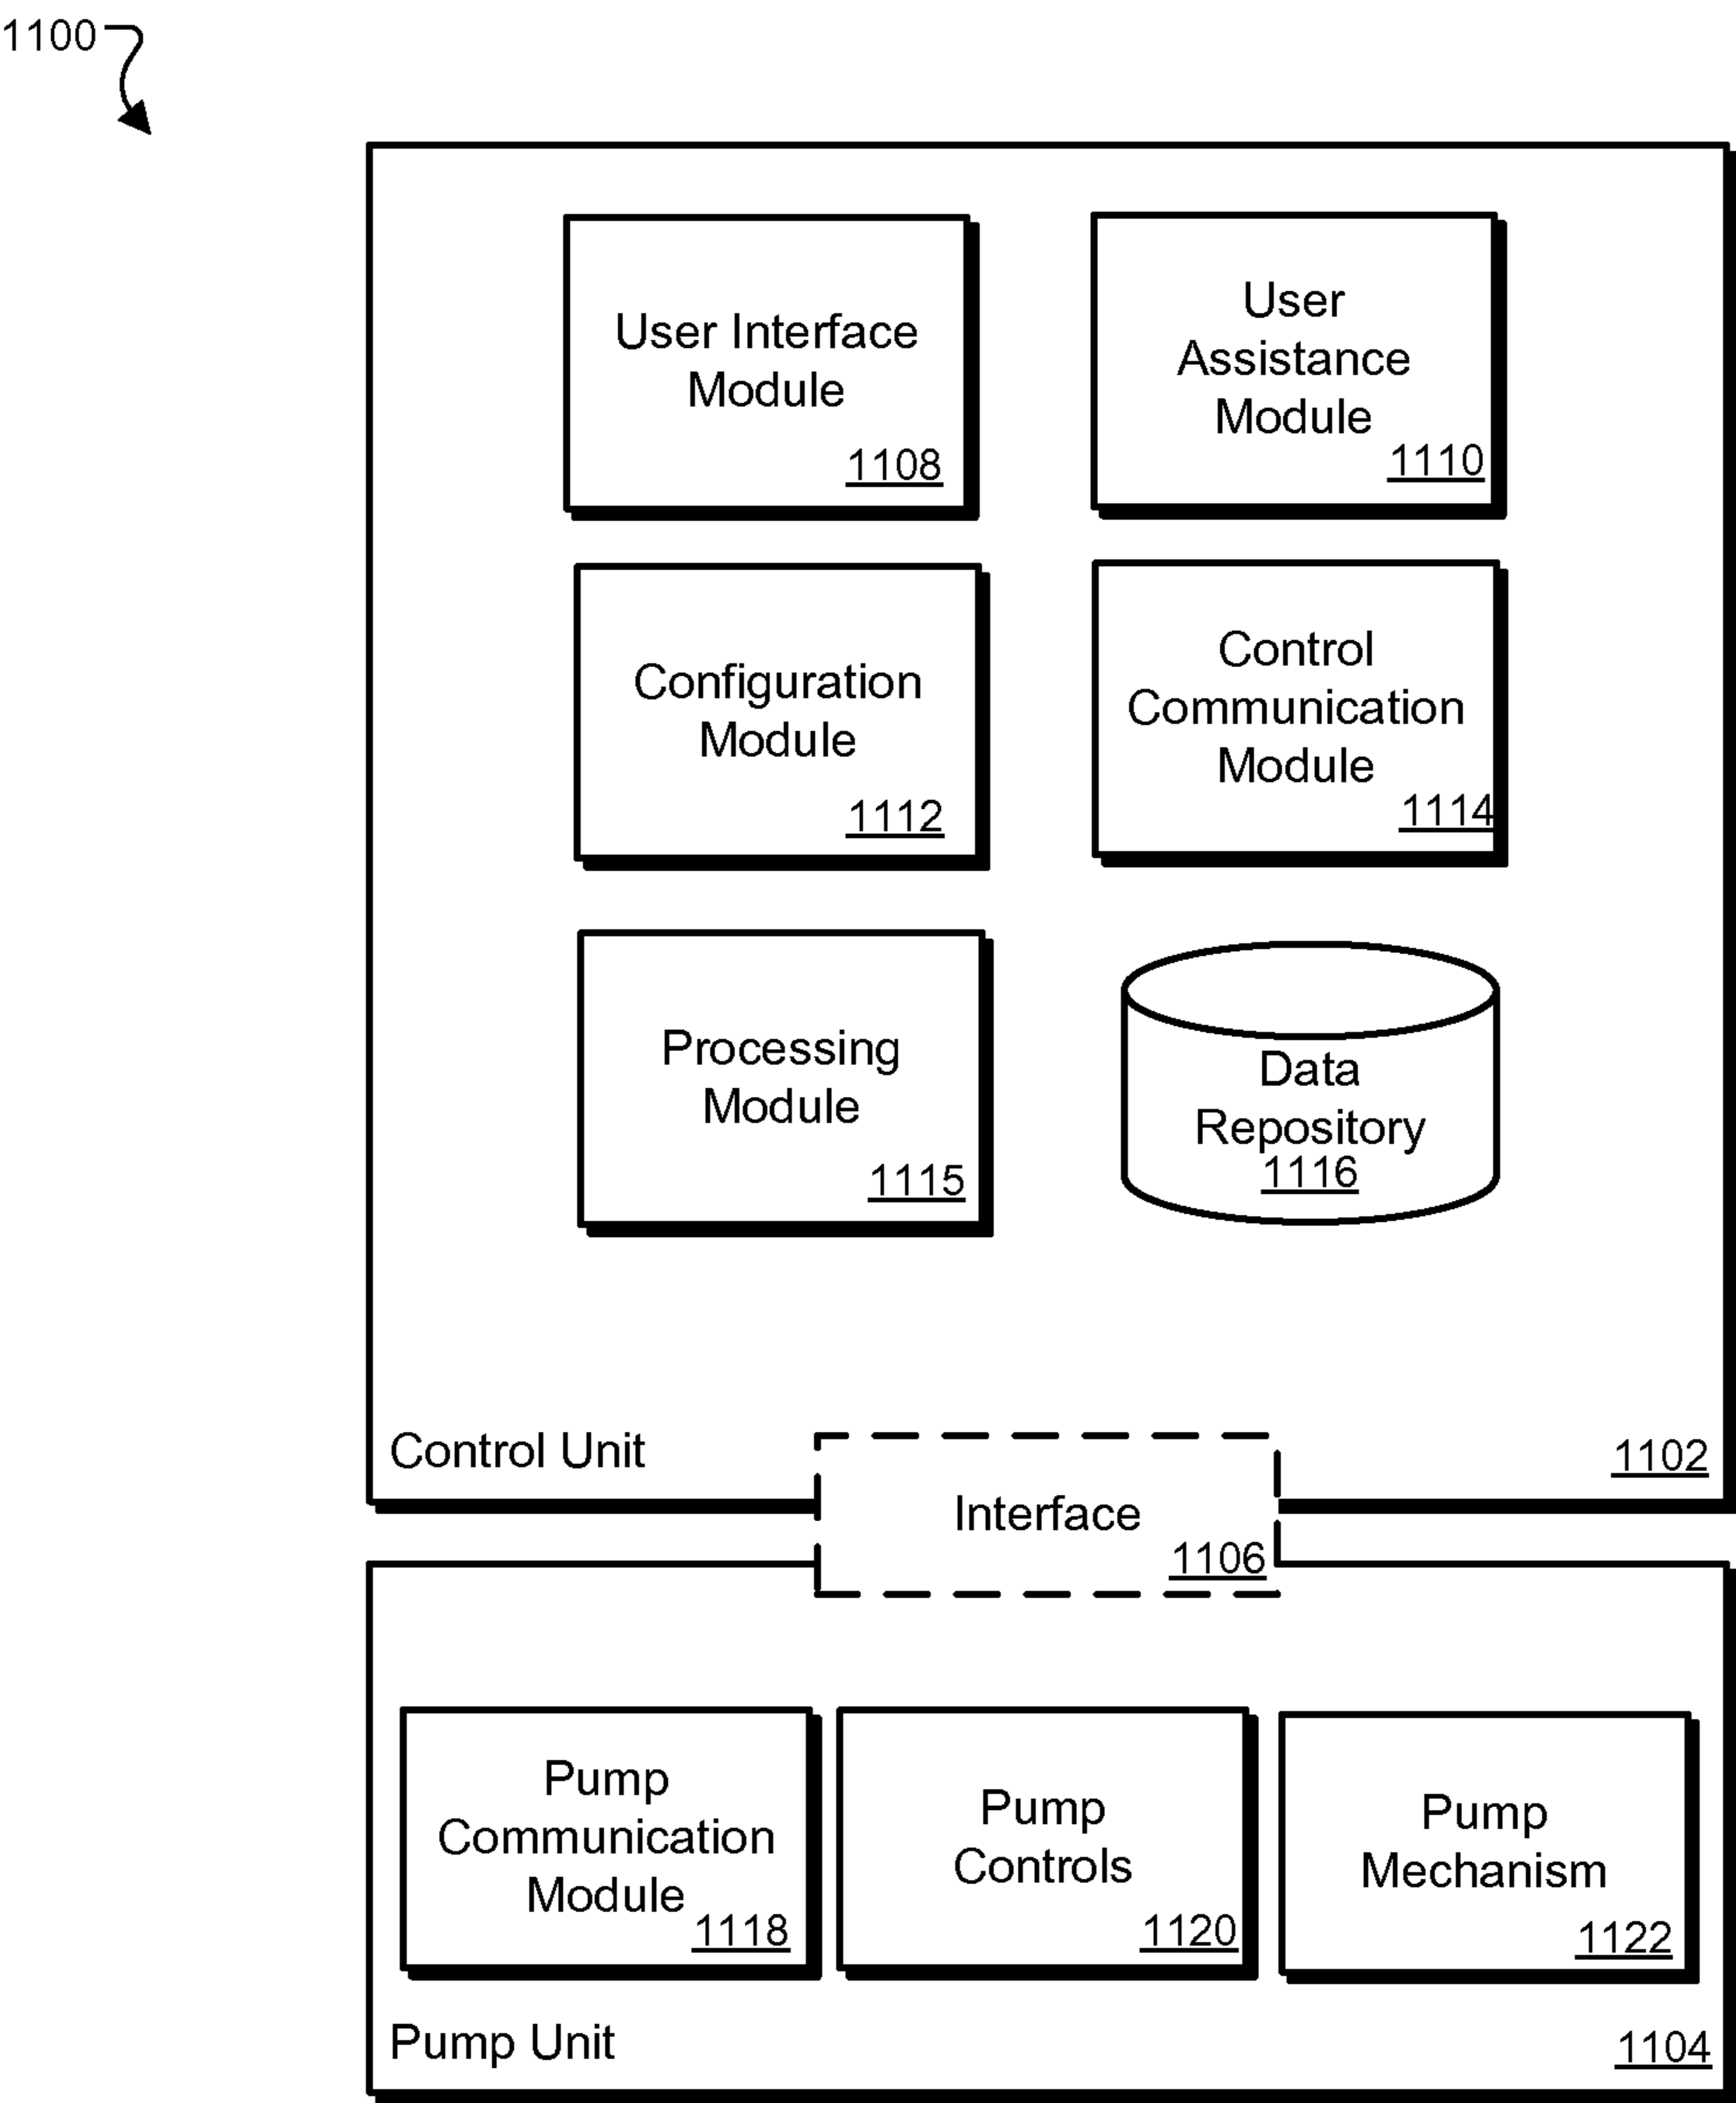 1100
User Interface
Module
1108
User
Assistance
Module
1110
Configuration
Module
1112
Control
Communication
Module
1114
Processing
Module
1115
Data
Repository
1116
Control Unit
1102
Interface
1106
Pump
Communication
Module
1118
Pump
Controls
1120
Pump
Mechanism
1122
Pump Unit
1104